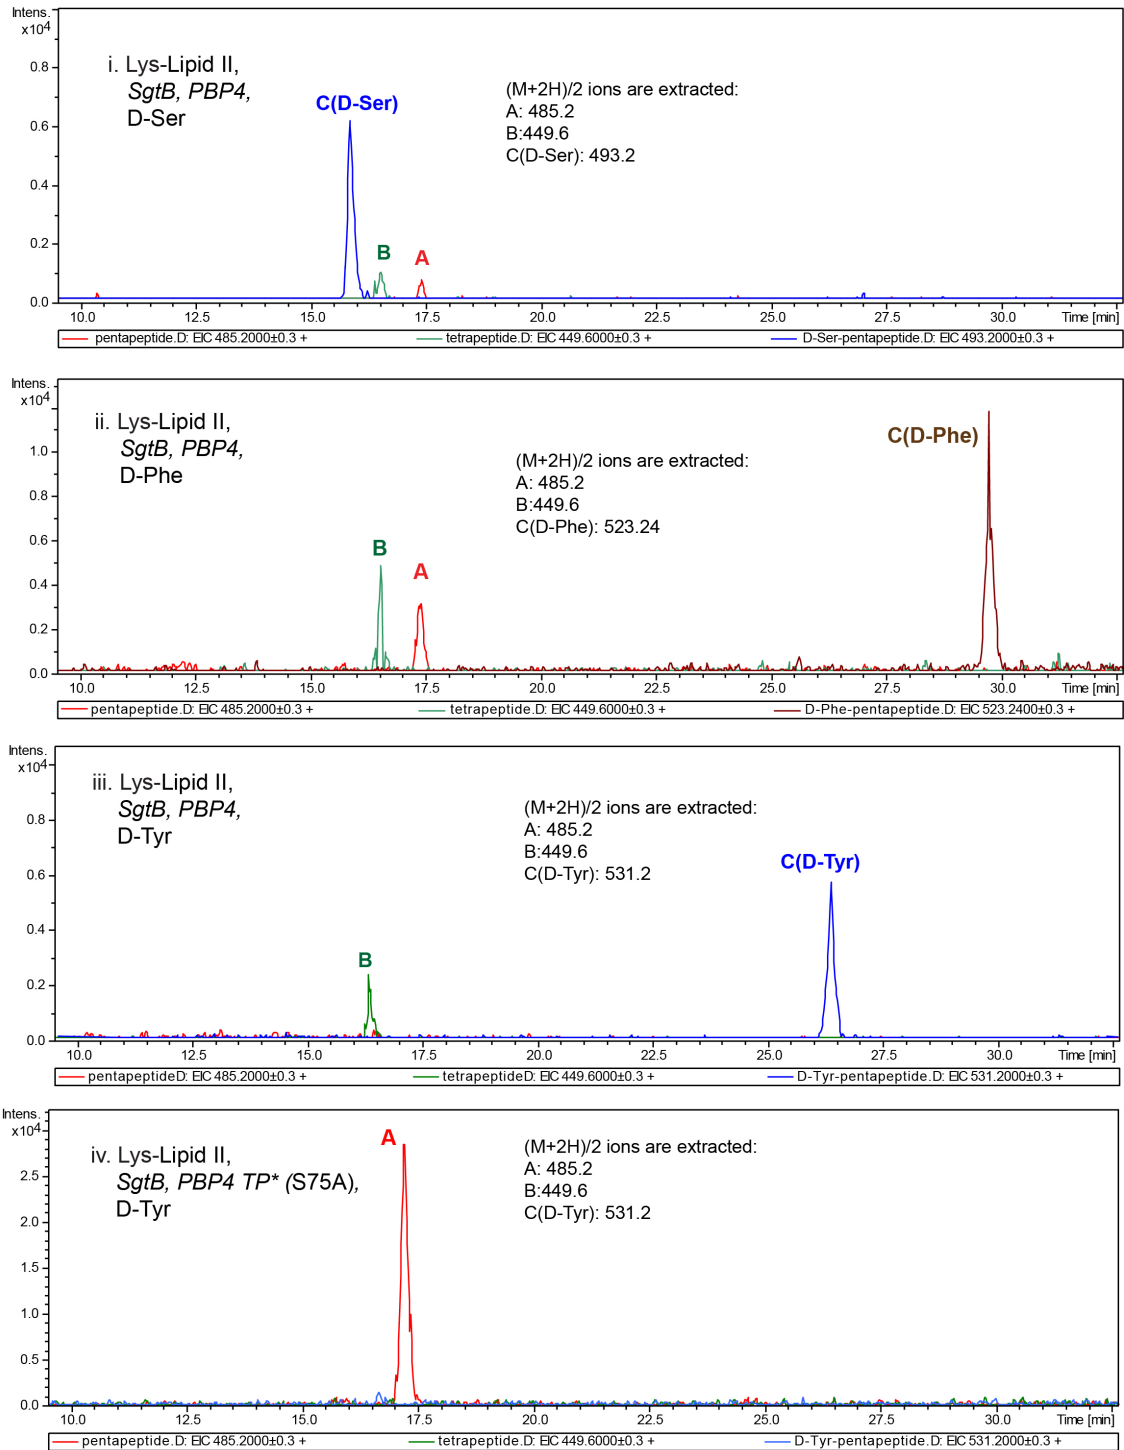 Intens.
x10⁴
0.8
0.6
0.4
0.2
0.0
i. Lys-Lipid II,
SgtB, PBP4,
D-Ser
C(D-Ser)
B
A
(M+2H)/2 ions are extracted:
A: 485.2
B:449.6
C(D-Ser): 493.2
10.0 12.5 15.0 17.5 20.0 22.5 25.0 27.5 30.0 Time [min]
pentapeptide.D: EIC 485.2000±0.3 + tetrapeptide.D: EIC 449.6000±0.3 + D-Ser-pentapeptide.D: EIC 493.2000±0.3 +
Intens.
x10⁴
1.0
0.8
0.6
0.4
0.2
0.0
ii. Lys-Lipid II,
SgtB, PBP4,
D-Phe
B
A
(M+2H)/2 ions are extracted:
A: 485.2
B:449.6
C(D-Phe): 523.24
C(D-Phe)
10.0 12.5 15.0 17.5 20.0 22.5 25.0 27.5 30.0 Time [min]
pentapeptide.D: EIC 485.2000±0.3 + tetrapeptide.D: EIC 449.6000±0.3 + D-Phe-pentapeptide.D: EIC 523.2400±0.3 +
Intens.
x10⁴
0.8
0.6
0.4
0.2
0.0
iii. Lys-Lipid II,
SgtB, PBP4,
D-Tyr
B
(M+2H)/2 ions are extracted:
A: 485.2
B:449.6
C(D-Tyr): 531.2
C(D-Tyr)
10.0 12.5 15.0 17.5 20.0 22.5 25.0 27.5 30.0 Time [min]
pentapeptideD: EIC 485.2000±0.3 + tetrapeptideD: EIC 449.6000±0.3 + D-Tyr-pentapeptide.D: EIC 531.2000±0.3 +
Intens.
x10⁴
2.5
2.0
1.5
1.0
0.5
0.0
iv. Lys-Lipid II,
SgtB, PBP4 TP* (S75A),
D-Tyr
A
(M+2H)/2 ions are extracted:
A: 485.2
B:449.6
C(D-Tyr): 531.2
10.0 12.5 15.0 17.5 20.0 22.5 25.0 27.5 30.0 Time [min]
pentapeptide.D: EIC 485.2000±0.3 + tetrapeptide.D: EIC 449.6000±0.3 + D-Tyr-pentapeptide.D: EIC 531.2000±0.3 +